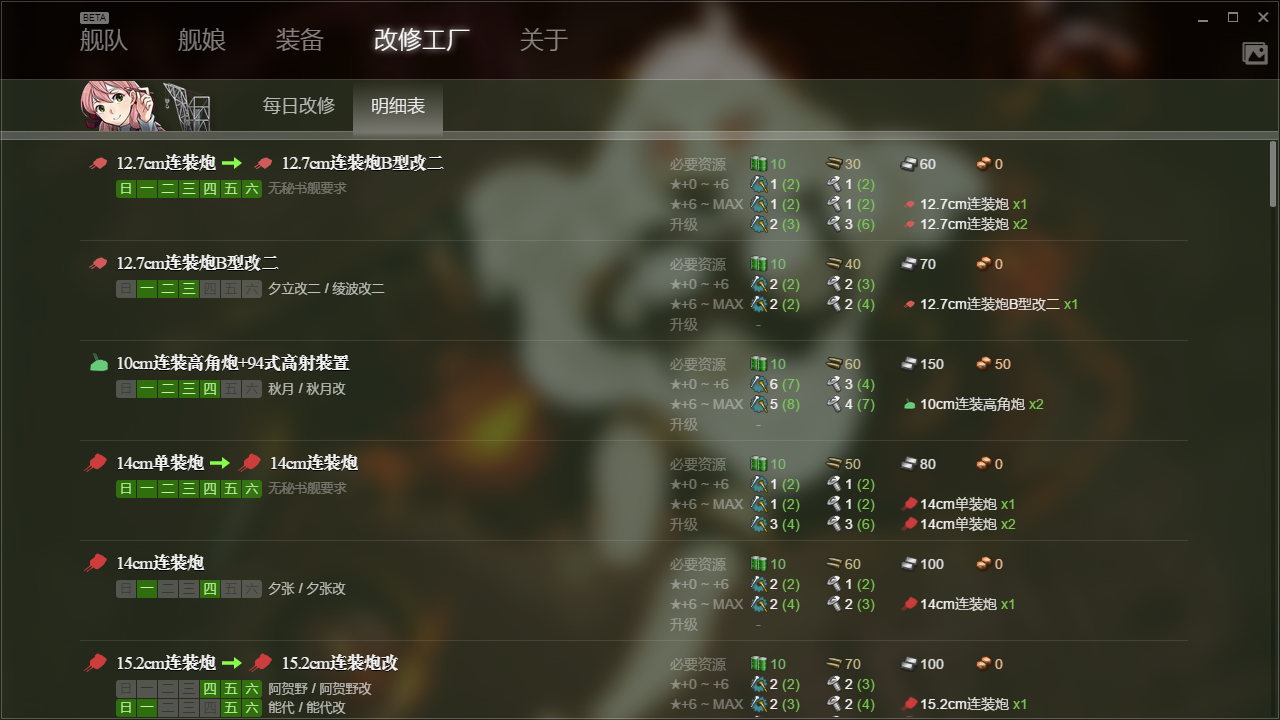 BETA
舰队 舰娘 装备 改修工厂 关于
每日改修 明细表
12.7cm连装炮 12.7cm连装炮B型改二 必要资源 10 30 60 0
日 一 二 三 四 五 六 无秘书舰要求 ★+0 ~ +6 1 (2) 1 (2)
★+6 ~ MAX 1 (2) 1 (2) 12.7cm连装炮 x1
升级 2 (3) 3 (6) 12.7cm连装炮 x2
12.7cm连装炮B型改二 必要资源 10 40 70 0
日 一 二 三 四 五 六 夕立改二 / 绫波改二 ★+0 ~ +6 2 (2) 2 (3)
★+6 ~ MAX 2 (2) 2 (4) 12.7cm连装炮B型改二 x1
升级 -
10cm连装高角炮+94式高射装置 必要资源 10 60 150 50
日 一 二 三 四 五 六 秋月 / 秋月改 ★+0 ~ +6 6 (7) 3 (4)
★+6 ~ MAX 5 (8) 4 (7) 10cm连装高角炮 x2
升级 -
14cm单装炮 14cm连装炮 必要资源 10 50 80 0
日 一 二 三 四 五 六 无秘书舰要求 ★+0 ~ +6 1 (2) 1 (2)
★+6 ~ MAX 1 (2) 1 (2) 14cm单装炮 x1
升级 3 (4) 3 (6) 14cm单装炮 x2
14cm连装炮 必要资源 10 60 100 0
日 一 二 三 四 五 六 夕张 / 夕张改 ★+0 ~ +6 2 (2) 1 (2)
★+6 ~ MAX 2 (4) 2 (3) 14cm连装炮 x1
升级 -
15.2cm连装炮 15.2cm连装炮改 必要资源 10 70 100 0
日 一 二 三 四 五 六 阿贺野 / 阿贺野改 ★+0 ~ +6 2 (2) 2 (3)
日 一 二 三 四 五 六 能代 / 能代改 ★+6 ~ MAX 2 (3) 2 (4) 15.2cm连装炮 x1